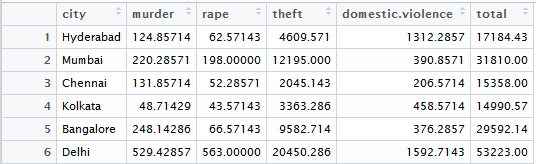 city murder rape theft domestic.violence total
1 Hyderabad 124.85714 62.57143 4609.571 1312.2857 17184.43
2 Mumbai 220.28571 198.00000 12195.000 390.8571 31810.00
3 Chennai 131.85714 52.28571 2045.143 206.5714 15358.00
4 Kolkata 48.71429 43.57143 3363.286 458.5714 14990.57
5 Bangalore 248.14286 66.57143 9582.714 376.2857 29592.14
6 Delhi 529.42857 563.00000 20450.286 1592.7143 53223.00